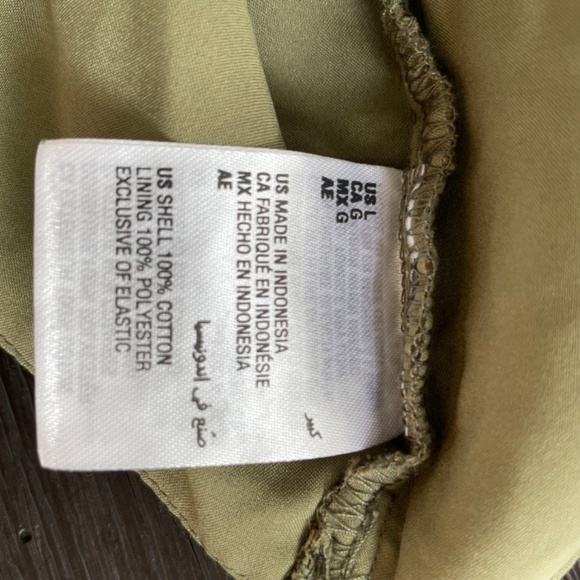 US L
CA G
MX G
AE
كبير
US MADE IN INDONESIA
CA FABRIQUÉ EN INDONÉSIE
MX HECHO EN INDONESIA
AE
صنع في إندونيسيا
US SHELL 100% COTTON
LINING 100% POLYESTER
EXCLUSIVE OF ELASTIC